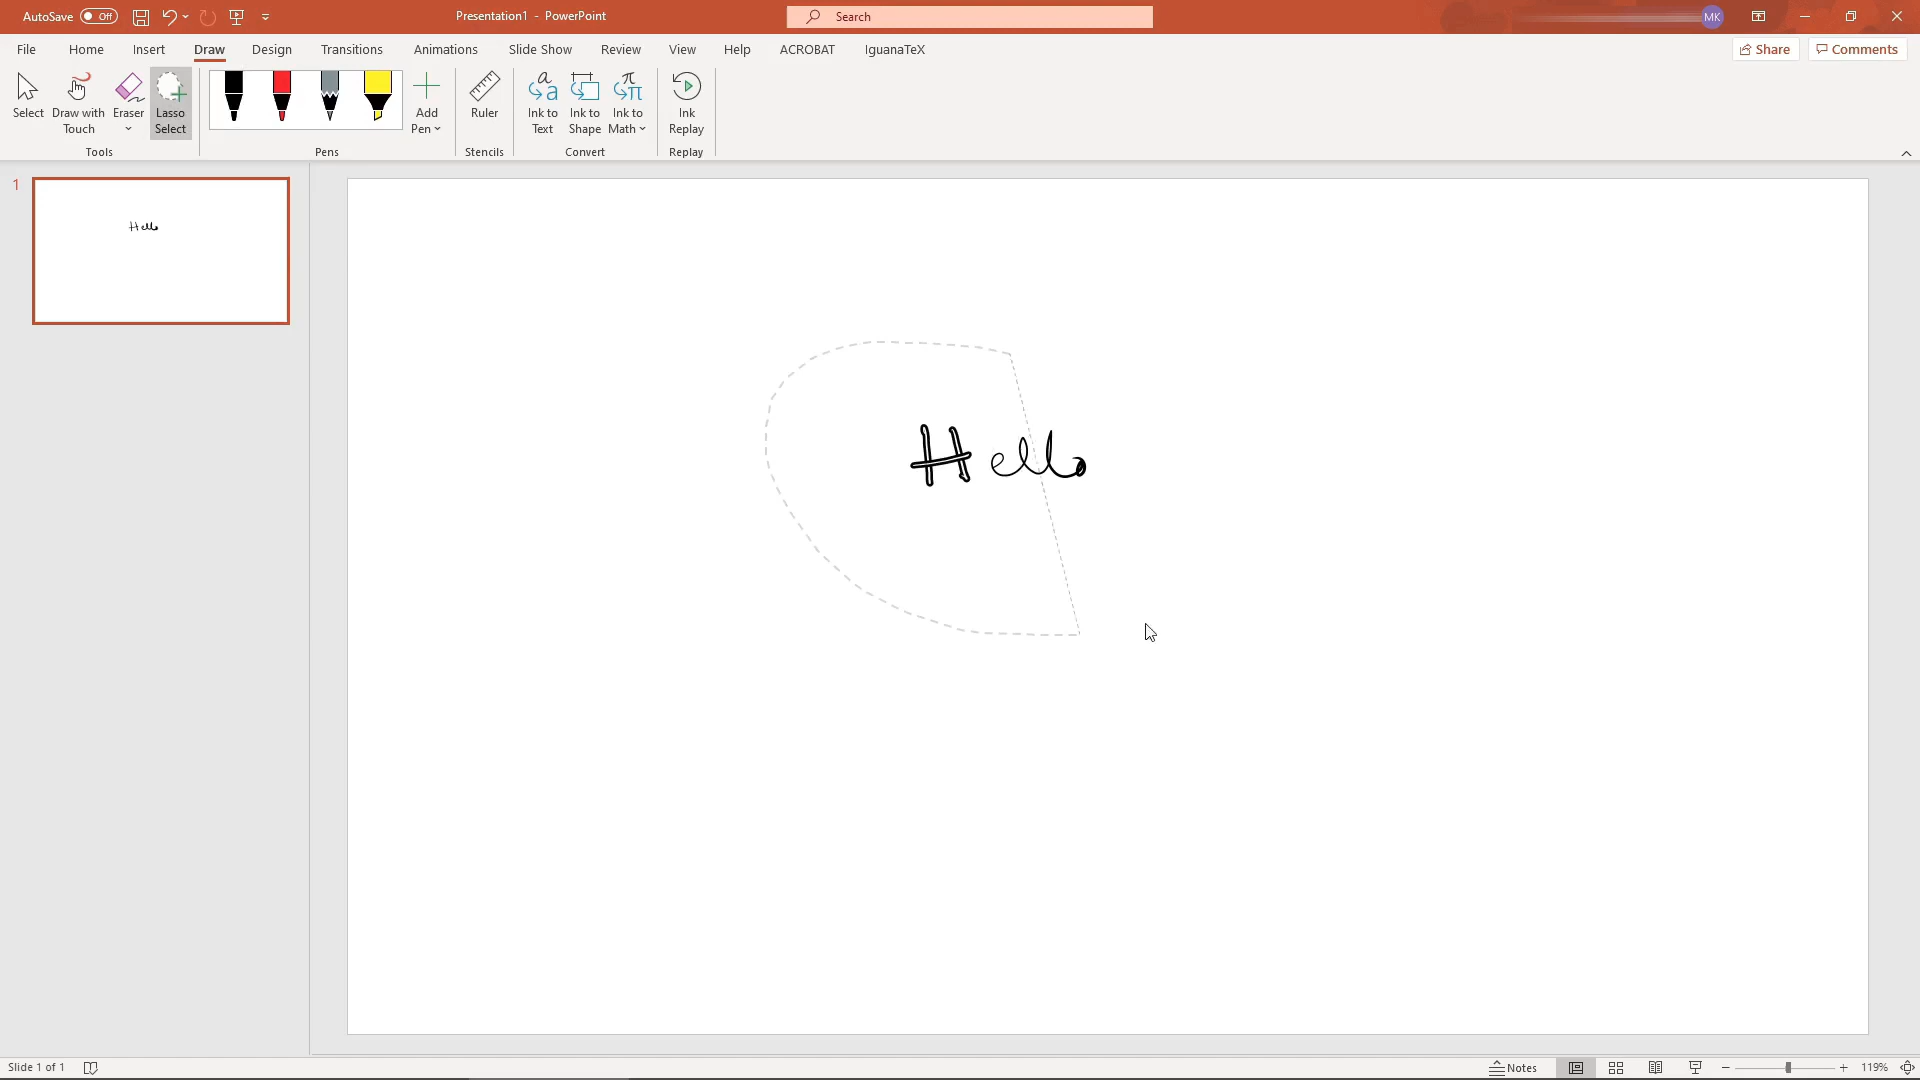 AutoSave Off Presentation1 - PowerPoint Search MK
File Home Insert Draw Design Transitions Animations Slide Show Review View Help ACROBAT IguanaTeX Share Comments
Select Draw with Touch Eraser Lasso Select Add Pen Ruler Ink to Text Ink to Shape Ink to Math Ink Replay
Tools Pens Stencils Convert Replay
1
Hello
Hello
Slide 1 of 1 Notes 119%